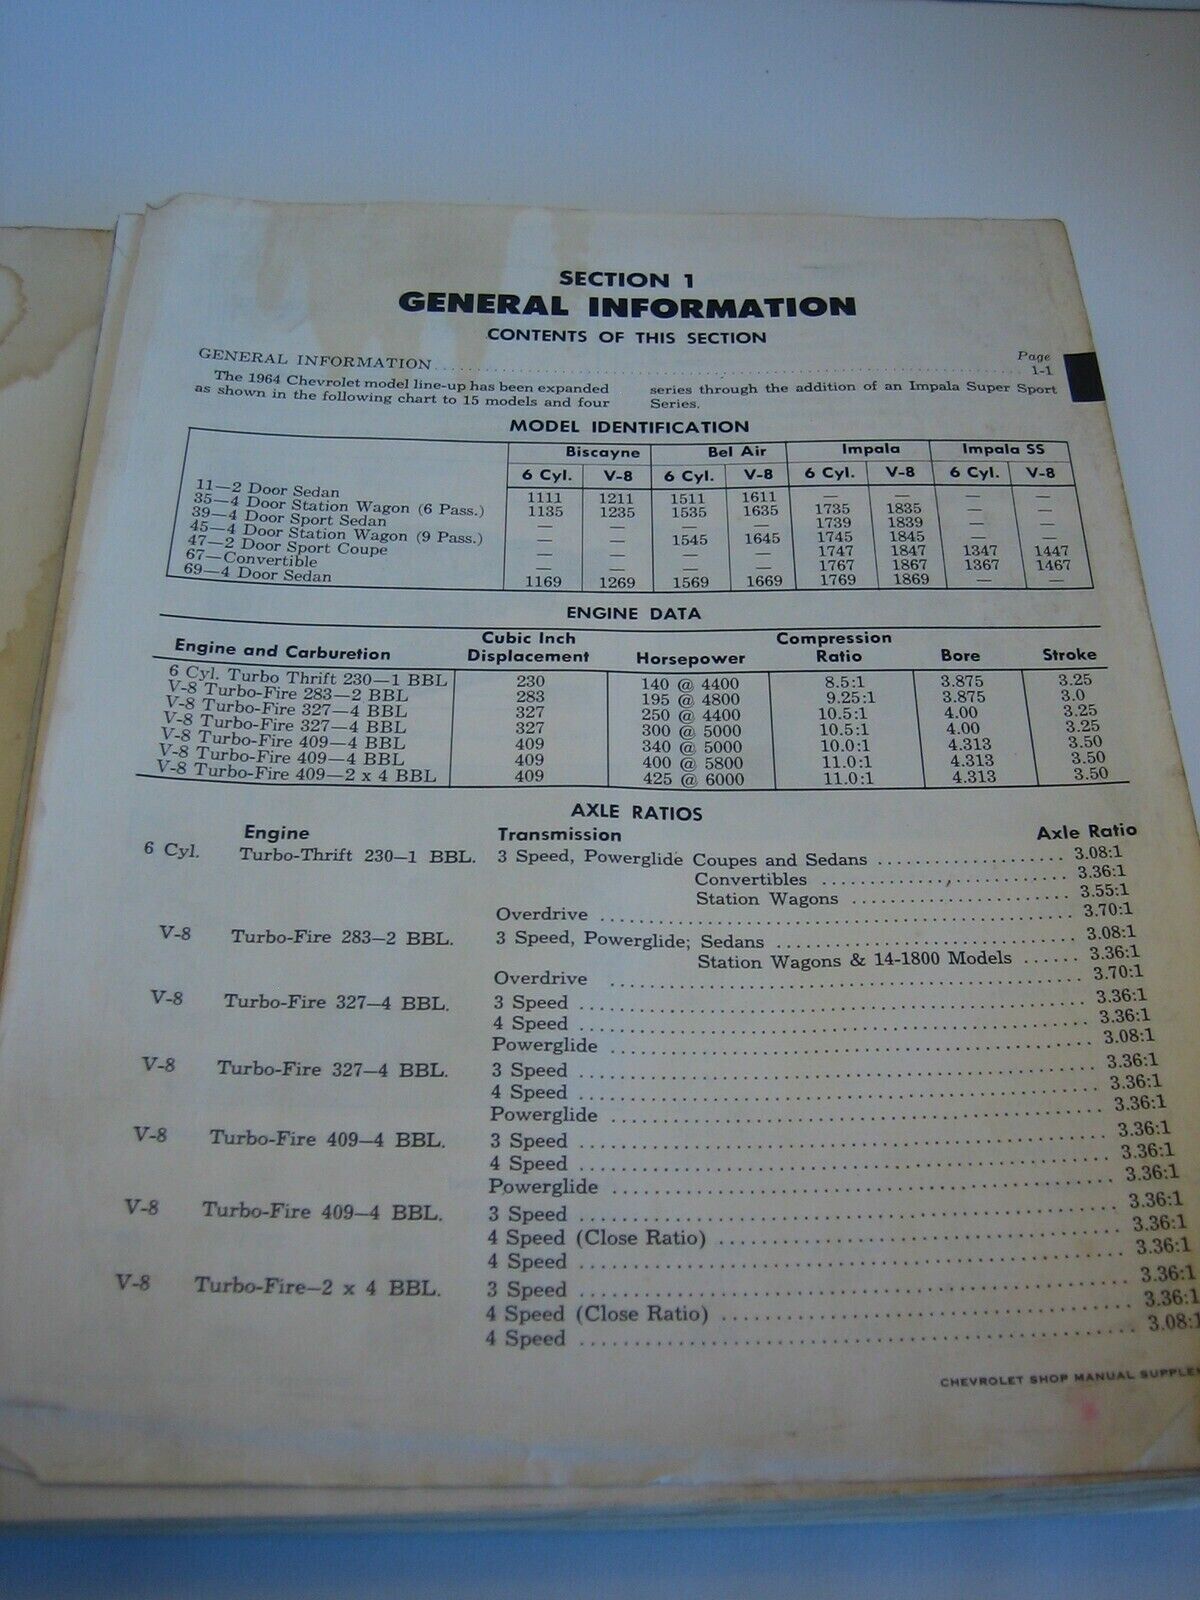 SECTION 1
GENERAL INFORMATION
CONTENTS OF THIS SECTION
Page
GENERAL INFORMATION ........ 1-1
The 1964 Chevrolet model line-up has been expanded
as shown in the following chart to 15 models and four
series through the addition of an Impala Super Sport
Series.
MODEL IDENTIFICATION
Biscayne Bel Air Impala Impala SS
6 Cyl. V-8 6 Cyl. V-8 6 Cyl. V-8 6 Cyl. V-8
11—2 Door Sedan 1111 1211 1511 1611 — — — —
35—4 Door Station Wagon (6 Pass.) 1135 1235 1535 1635 1735 1835 — —
39—4 Door Sport Sedan — — — — 1739 1839 — —
45—4 Door Station Wagon (9 Pass.) — — 1545 1645 1745 1845 — —
47—2 Door Sport Coupe — — — — 1747 1847 1347 1447
67—Convertible — — — — 1767 1867 1367 1467
69—4 Door Sedan 1169 1269 1569 1669 1769 1869 — —
ENGINE DATA
Engine and Carburetion Cubic Inch Displacement Horsepower Compression Ratio Bore Stroke
6 Cyl. Turbo Thrift 230—1 BBL 230 140 @ 4400 8.5:1 3.875 3.25
V-8 Turbo-Fire 283—2 BBL 283 195 @ 4800 9.25:1 3.875 3.0
V-8 Turbo-Fire 327—4 BBL 327 250 @ 4400 10.5:1 4.00 3.25
V-8 Turbo-Fire 327—4 BBL 327 300 @ 5000 10.5:1 4.00 3.25
V-8 Turbo-Fire 409—4 BBL 409 340 @ 5000 10.0:1 4.313 3.50
V-8 Turbo-Fire 409—4 BBL 409 400 @ 5800 11.0:1 4.313 3.50
V-8 Turbo-Fire 409—2 x 4 BBL 409 425 @ 6000 11.0:1 4.313 3.50
AXLE RATIOS
Engine Transmission Axle Ratio
6 Cyl. Turbo-Thrift 230—1 BBL. 3 Speed, Powerglide Coupes and Sedans ........ 3.08:1
Convertibles ........ 3.36:1
Station Wagons ........ 3.55:1
Overdrive ........ 3.70:1
V-8 Turbo-Fire 283—2 BBL. 3 Speed, Powerglide; Sedans ........ 3.08:1
Station Wagons & 14-1800 Models ........ 3.36:1
Overdrive ........ 3.70:1
V-8 Turbo-Fire 327—4 BBL. 3 Speed ........ 3.36:1
4 Speed ........ 3.36:1
Powerglide ........ 3.08:1
V-8 Turbo-Fire 327—4 BBL. 3 Speed ........ 3.36:1
4 Speed ........ 3.36:1
Powerglide ........ 3.36:1
V-8 Turbo-Fire 409—4 BBL. 3 Speed ........ 3.36:1
4 Speed ........ 3.36:1
Powerglide ........ 3.36:1
V-8 Turbo-Fire 409—4 BBL. 3 Speed ........ 3.36:1
4 Speed (Close Ratio) ........ 3.36:1
4 Speed ........ 3.36:1
V-8 Turbo-Fire—2 x 4 BBL. 3 Speed ........ 3.36:1
4 Speed (Close Ratio) ........ 3.36:1
4 Speed ........ 3.08:1
CHEVROLET SHOP MANUAL SUPPLE